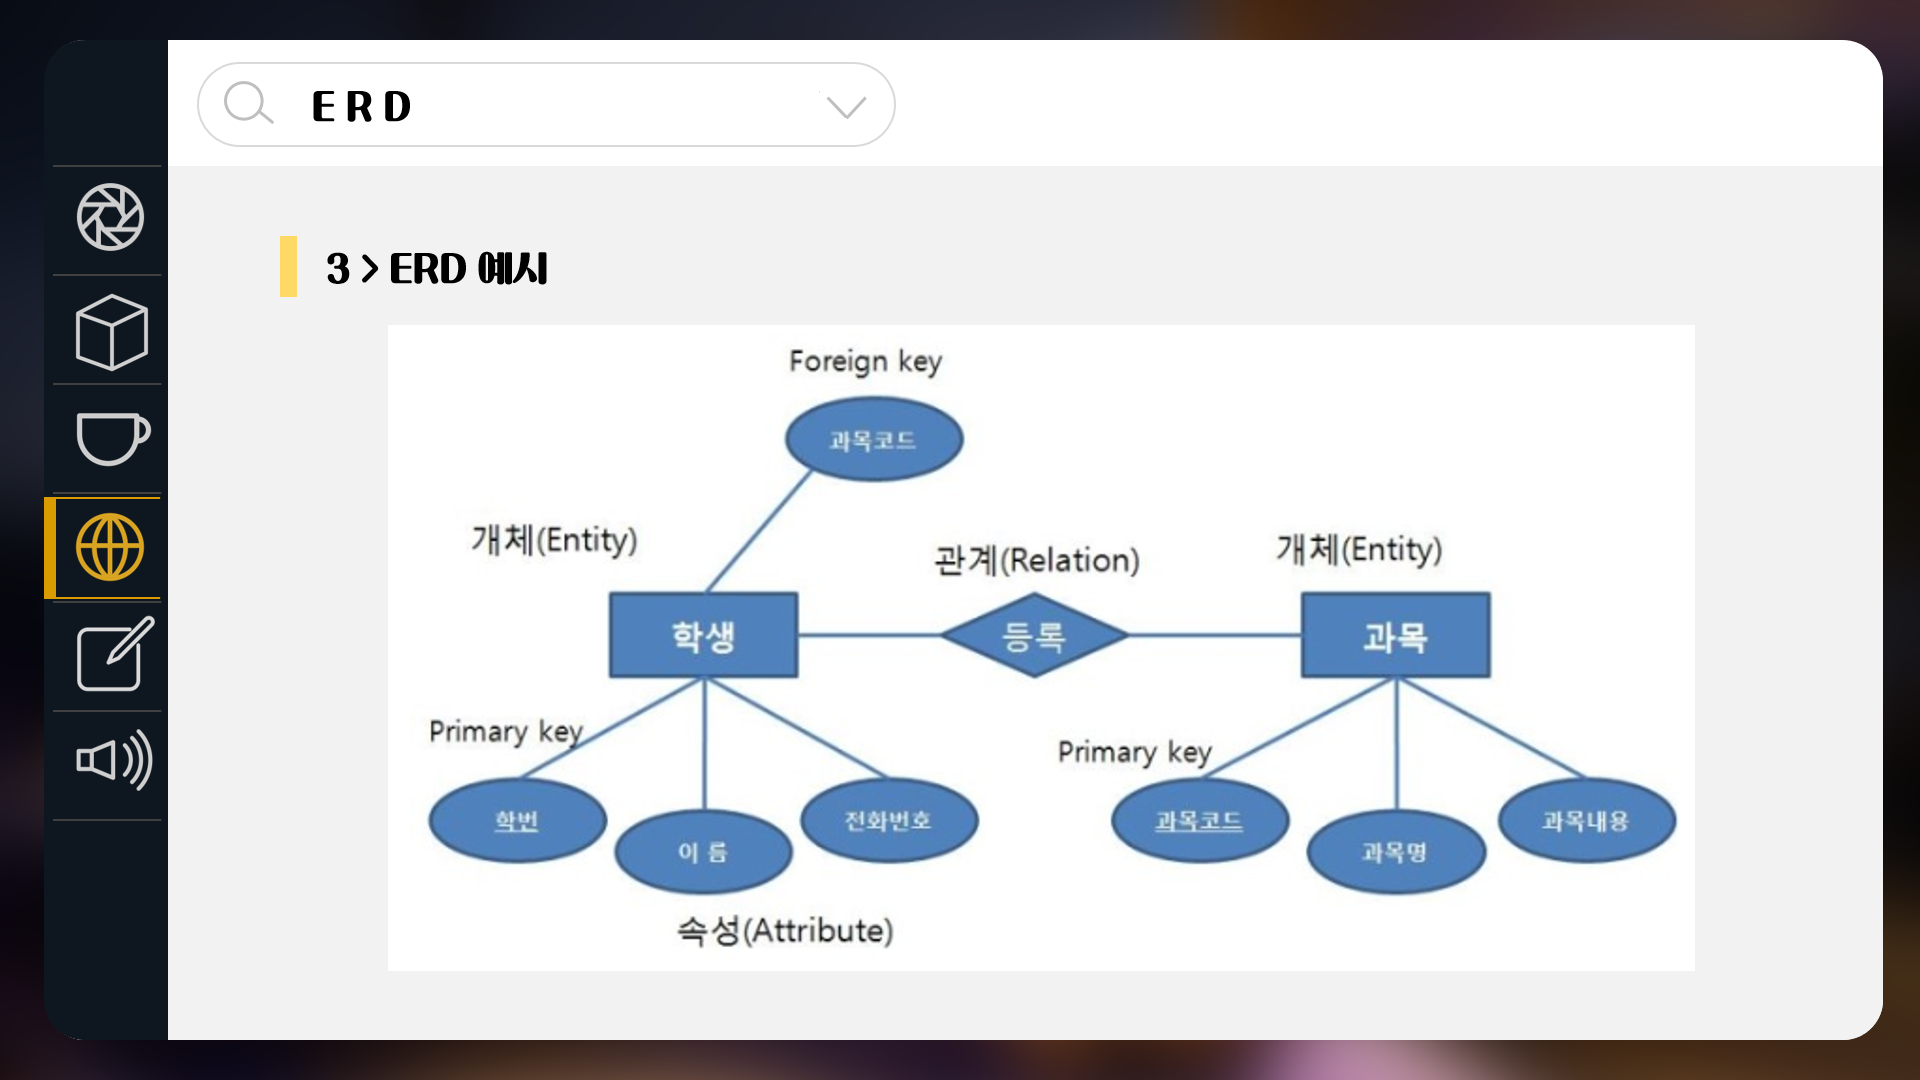 ERD
3 > ERD 예시
Foreign key
과목코드
개체(Entity)
관계(Relation)
개체(Entity)
학생
등록
과목
Primary key
Primary key
학번
이 름
전화번호
과목코드
과목명
과목내용
속성(Attribute)